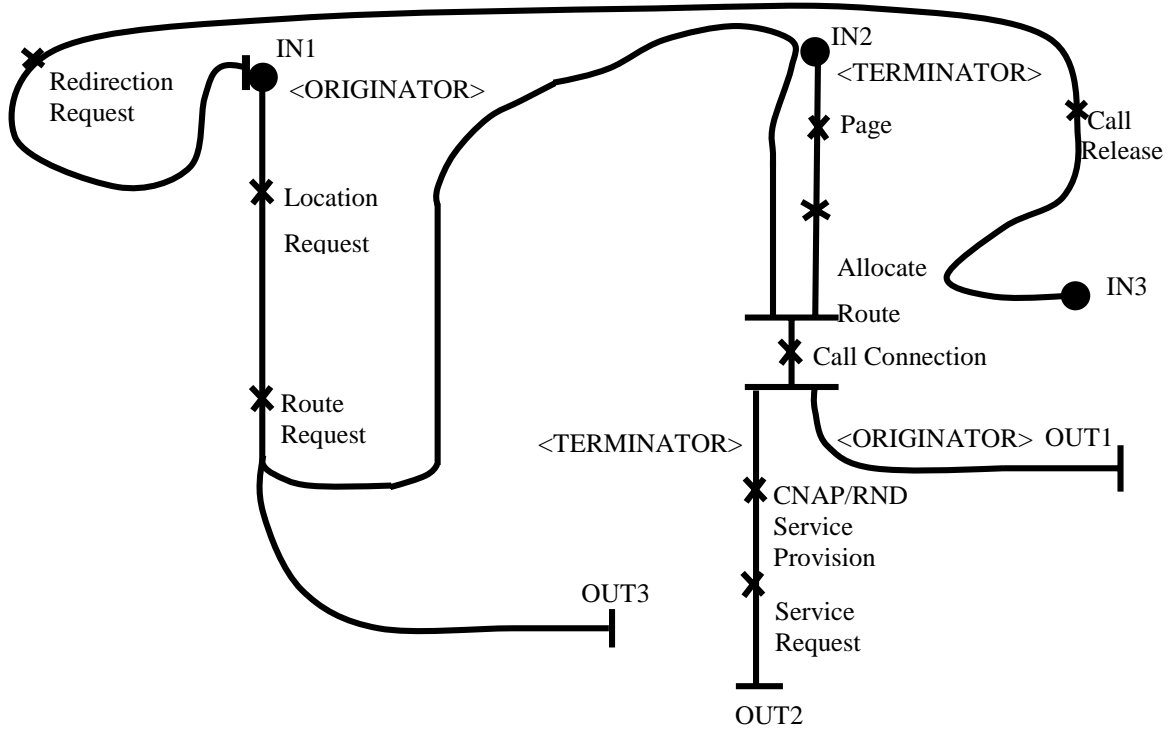 IN1
IN2
Redirection
Request
<ORIGINATOR>
<TERMINATOR>
Page
Call
Release
Location
Request
Allocate
Route
IN3
Call Connection
Route
Request
<TERMINATOR>
<ORIGINATOR> OUT1
CNAP/RND
Service
Provision
OUT3
Service
Request
OUT2